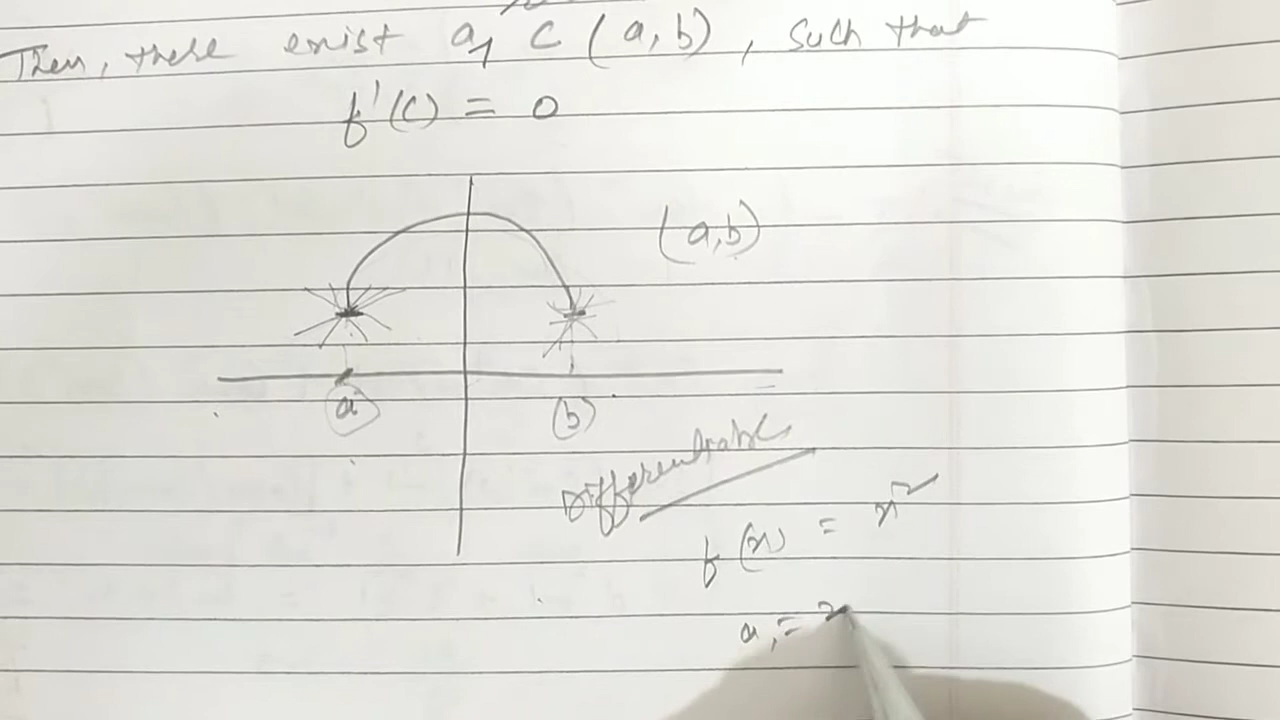 Then, there exist a, c (a, b), such that
f'(c) = 0
(a,b)
a
(b)
Differentiable
f(x) = x²